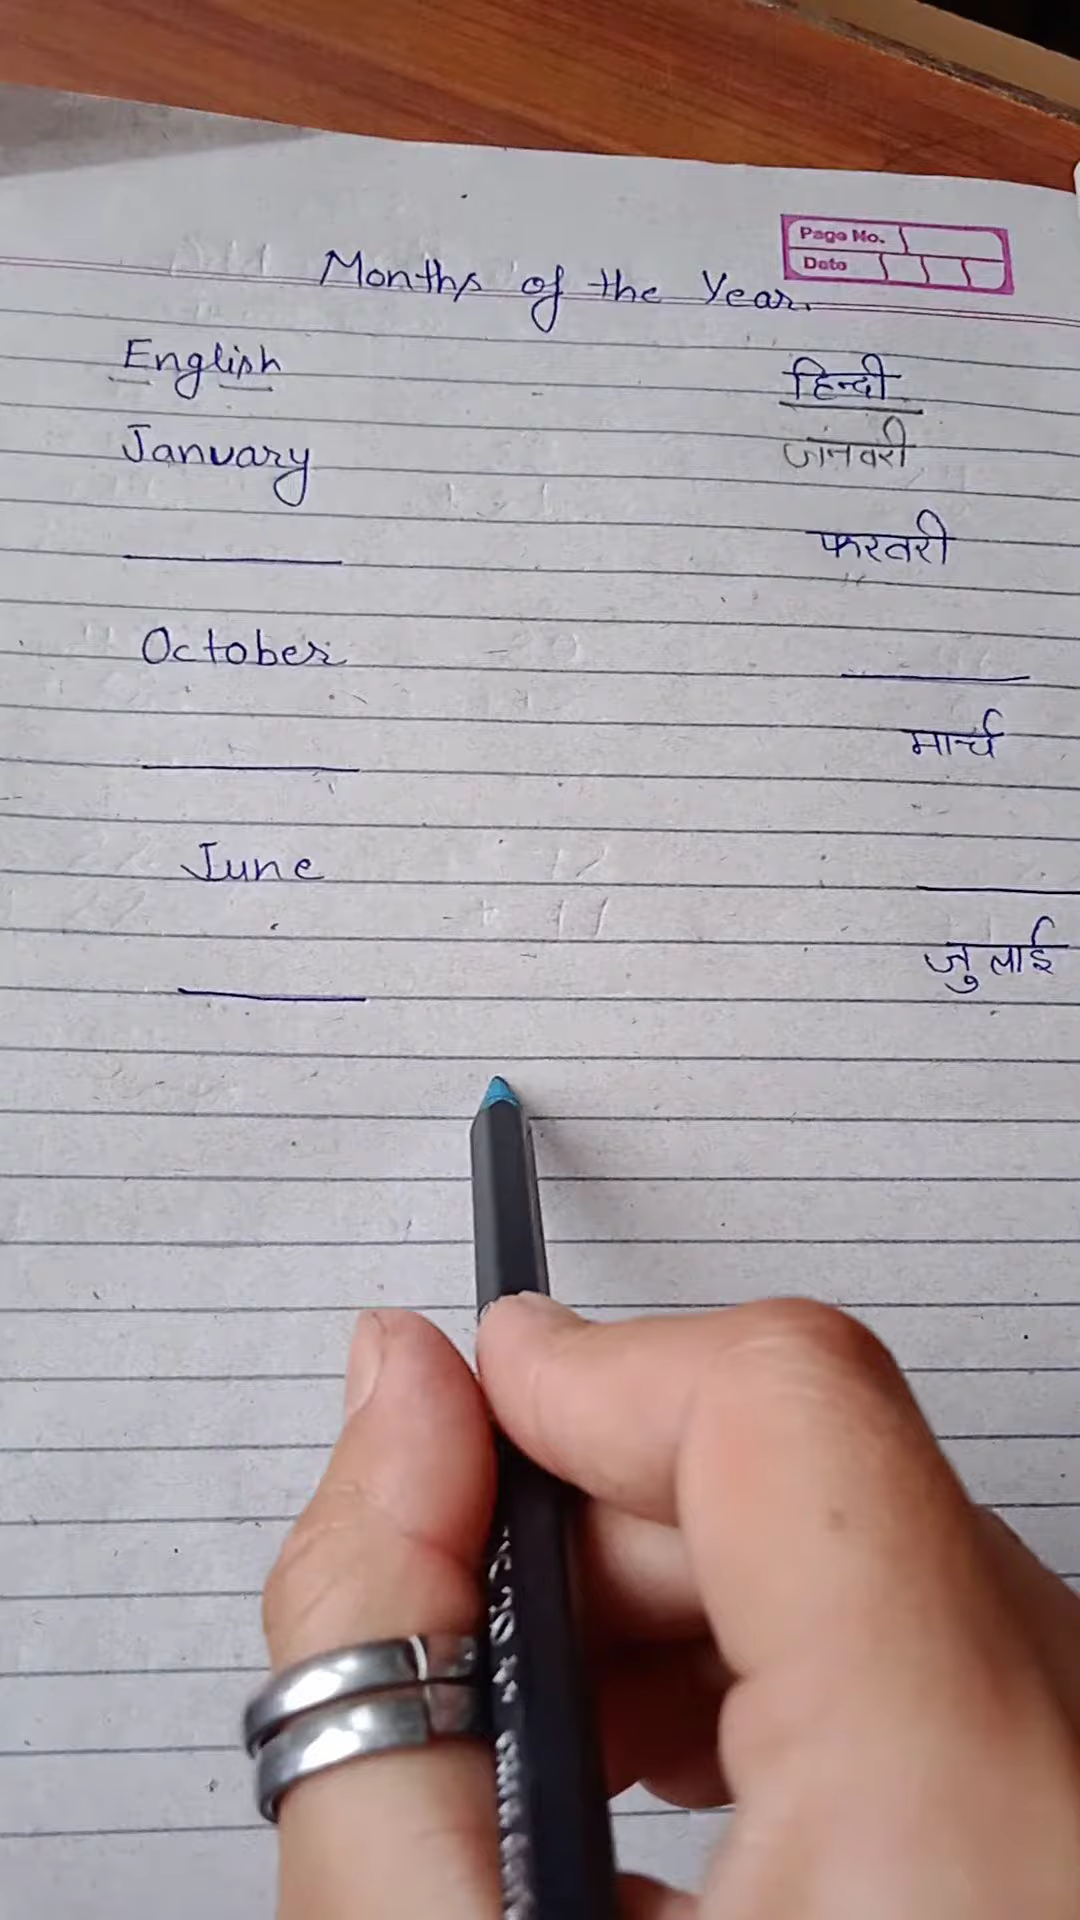 Page No.
Date
Months of the Year.
English हिन्दी
January जनवरी
फरवरी
October
मार्च
June
जुलाई